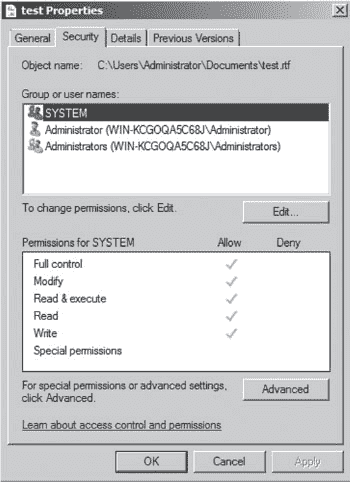 test Properties
General Security Details Previous Versions
Object name: C:\Users\Administrator\Documents\test.rtf
Group or user names:
SYSTEM
Administrator (WIN-KCGOQA5C68J\Administrator)
Administrators (WIN-KCGOQA5C68J\Administrators)
To change permissions, click Edit.
Edit...
Permissions for SYSTEM Allow Deny
Full control
Modify
Read & execute
Read
Write
Special permissions
For special permissions or advanced settings,
click Advanced.
Advanced
Learn about access control and permissions
OK Cancel Apply